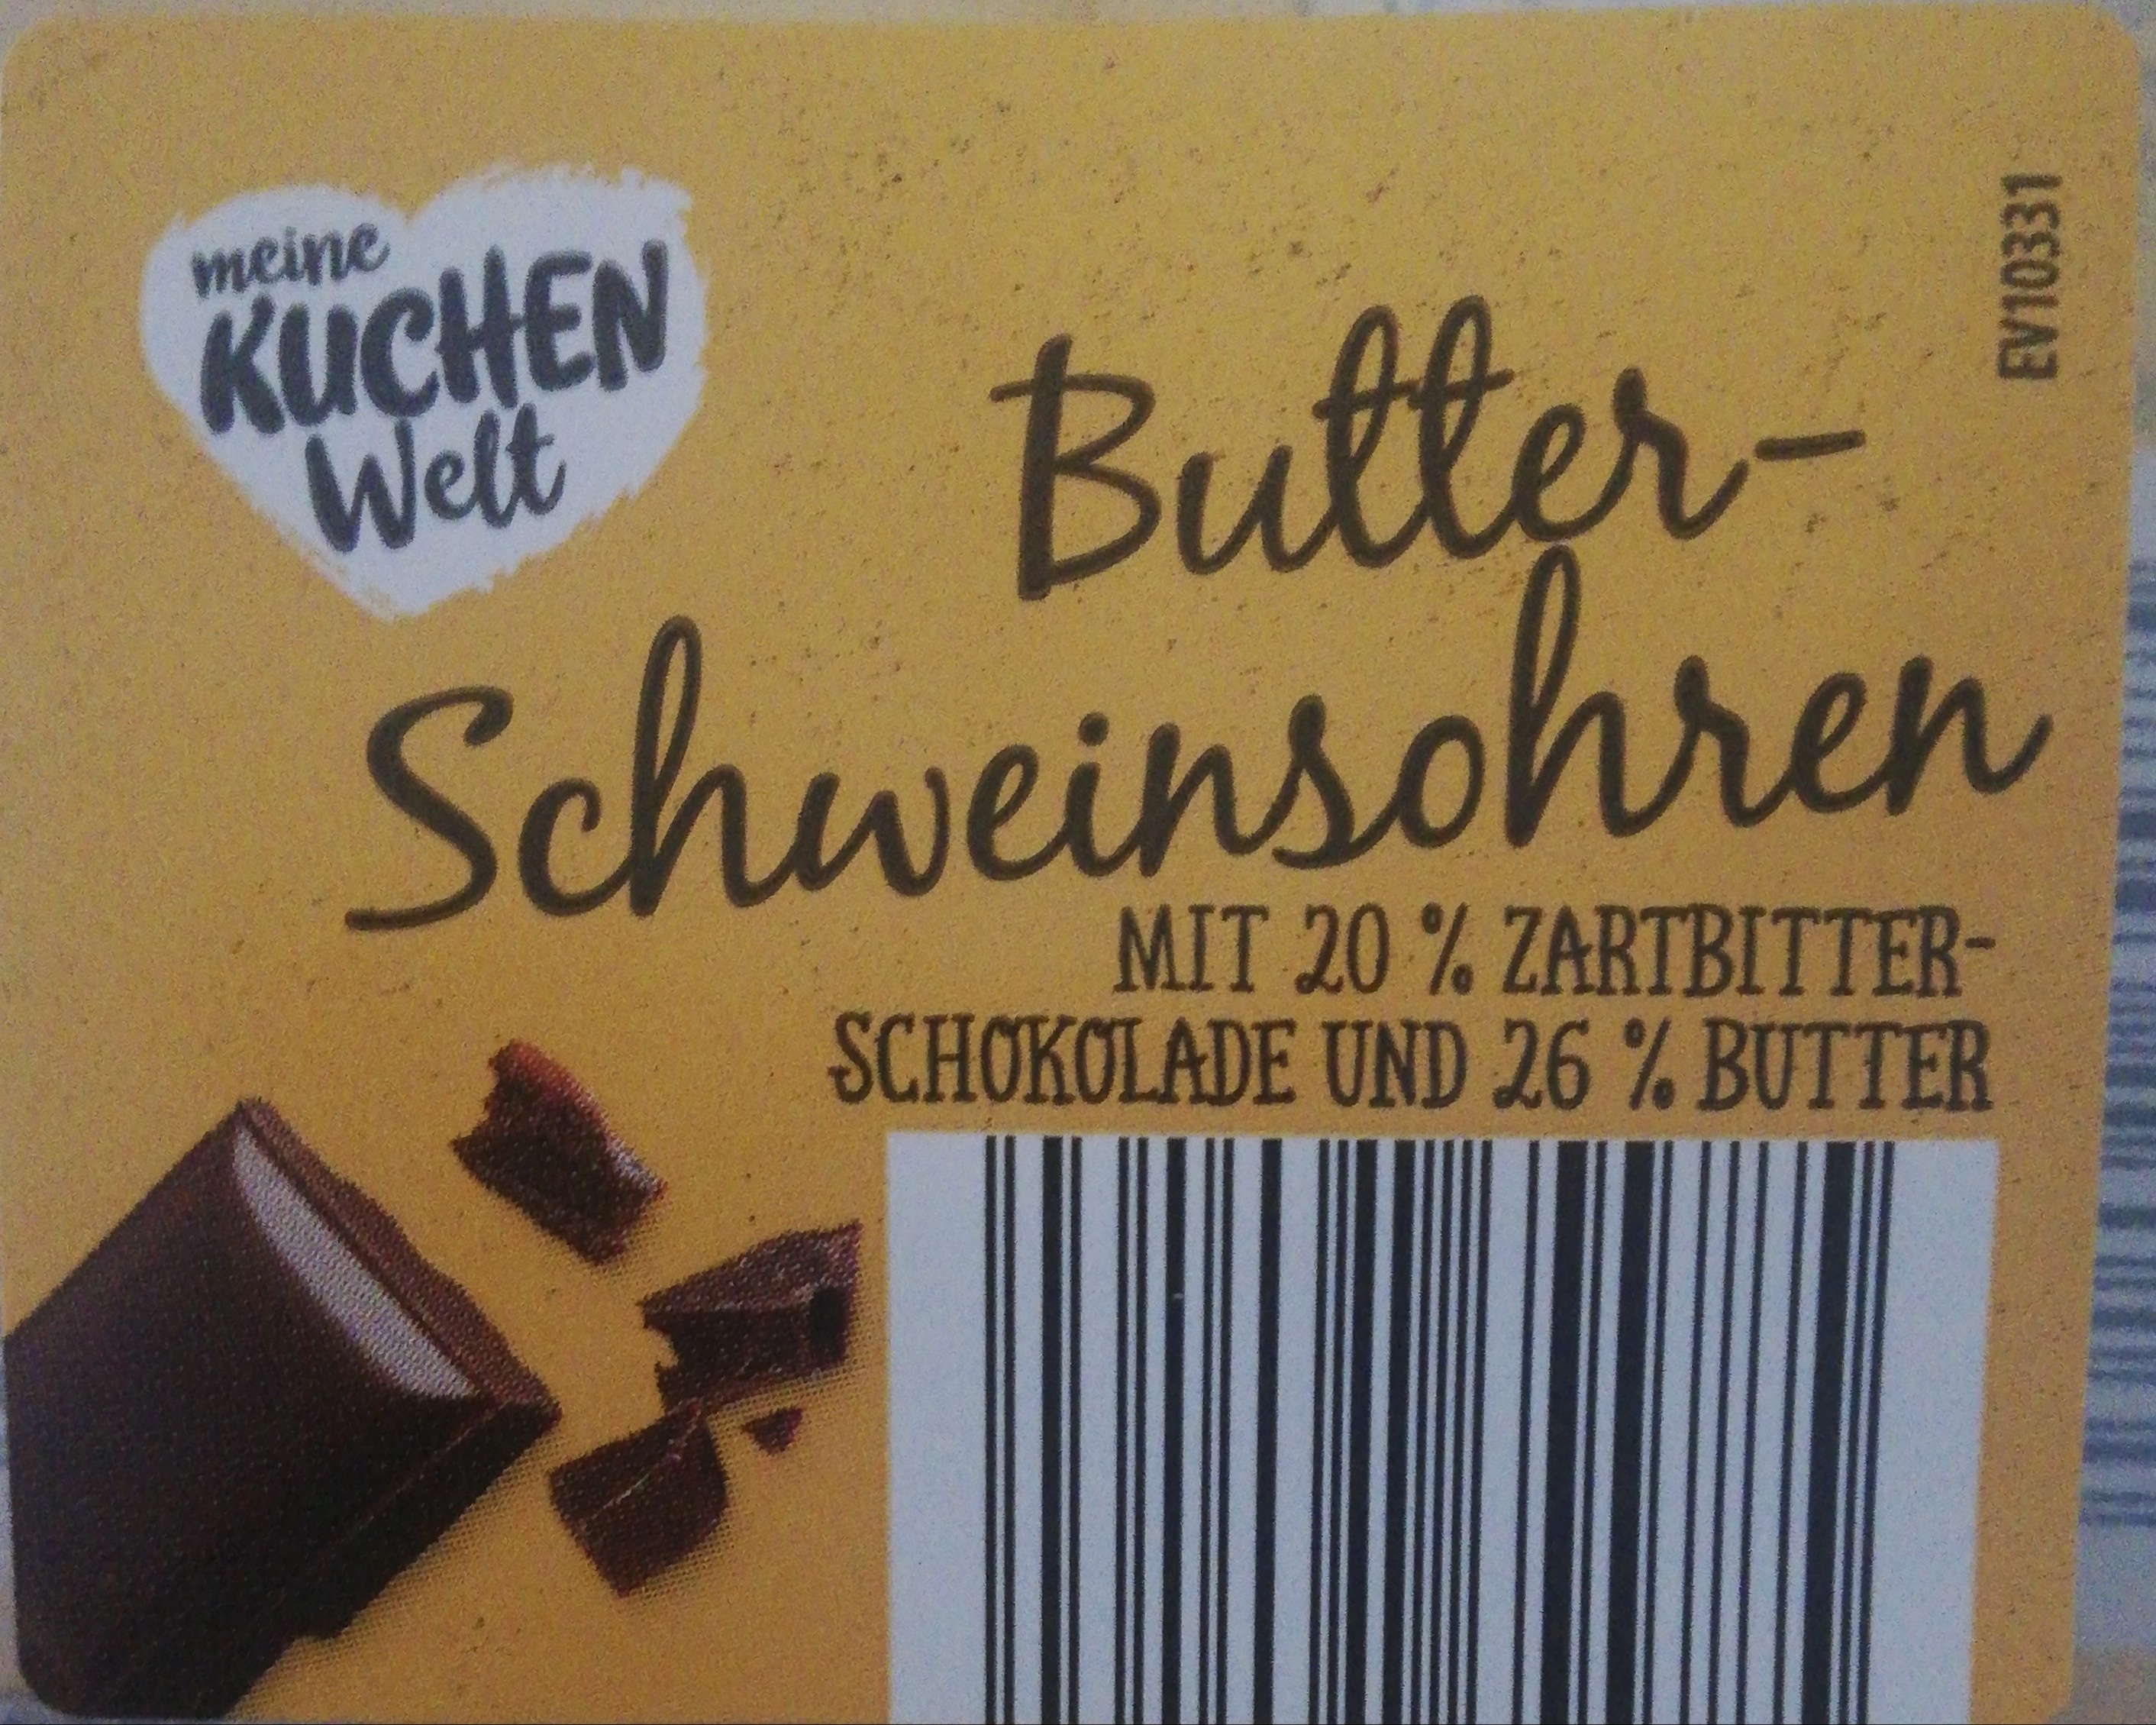 meine
KUCHEN
Welt
EV10331
Butter-
Schweinsohren
MIT 20 % ZARTBITTER-
SCHOKOLADE UND 26 % BUTTER